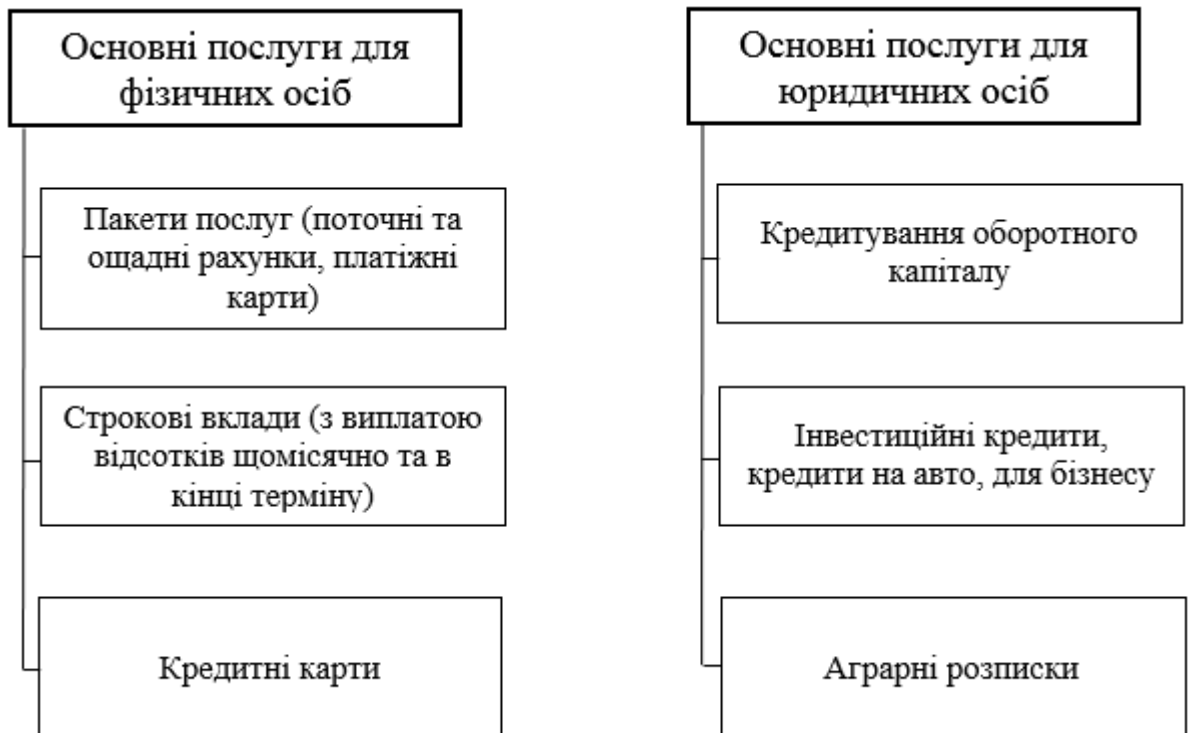 Основні послуги для
фізичних осіб
Пакети послуг (поточні та
ощадні рахунки, платіжні
карти)
Строкові вклади (з виплатою
відсотків щомісячно та в
кінці терміну)
Кредитні карти
Основні послуги для
юридичних осіб
Кредитування оборотного
капіталу
Інвестиційні кредити,
кредити на авто, для бізнесу
Аграрні розписки